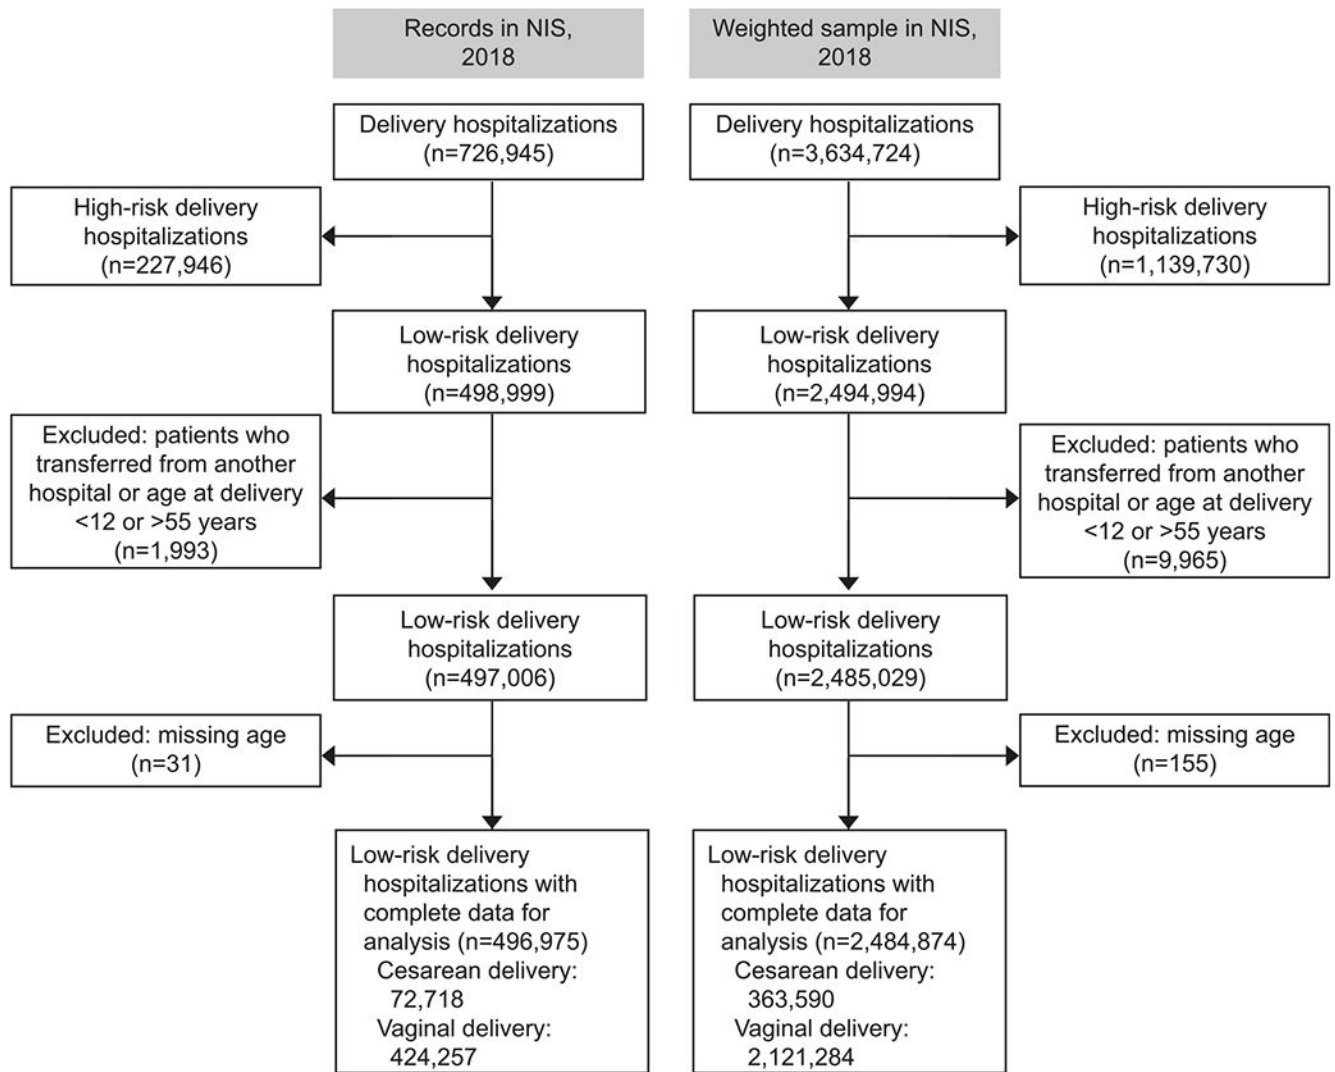 Records in NIS,
2018
Weighted sample in NIS,
2018
Delivery hospitalizations
(n=726,945)
Delivery hospitalizations
(n=3,634,724)
High-risk delivery
hospitalizations
(n=227,946)
High-risk delivery
hospitalizations
(n=1,139,730)
Low-risk delivery
hospitalizations
(n=498,999)
Low-risk delivery
hospitalizations
(n=2,494,994)
Excluded: patients who
transferred from another
hospital or age at delivery
<12 or >55 years
(n=1,993)
Excluded: patients who
transferred from another
hospital or age at delivery
<12 or >55 years
(n=9,965)
Low-risk delivery
hospitalizations
(n=497,006)
Low-risk delivery
hospitalizations
(n=2,485,029)
Excluded: missing age
(n=31)
Excluded: missing age
(n=155)
Low-risk delivery
hospitalizations with
complete data for
analysis (n=496,975)
Cesarean delivery:
72,718
Vaginal delivery:
424,257
Low-risk delivery
hospitalizations with
complete data for
analysis (n=2,484,874)
Cesarean delivery:
363,590
Vaginal delivery:
2,121,284